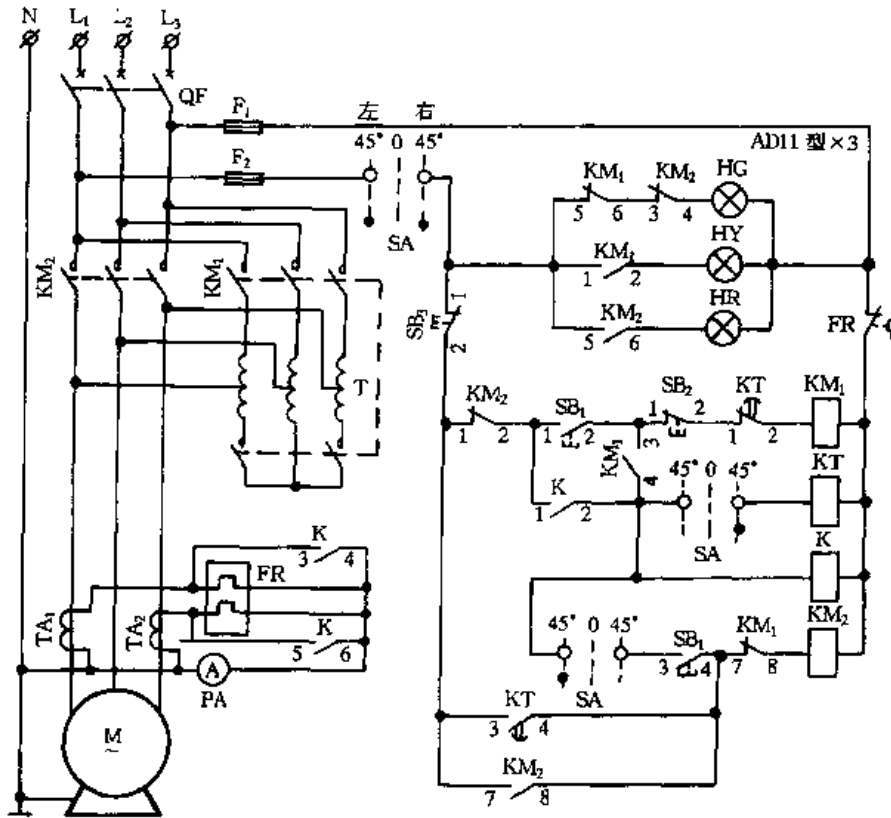 N L₁ L₂ L₃
QF
F₁
左 右
45° 0 45°
F₂
SA
AD11 型×3
KM₁ KM₂ HG
5 6 3 4
KM₁ HY
1 2
KM₂ HR
5 6
KM₂ KM₁
T
SB₁
1
2
FR
KM₂ SB₁ SB₂ KT KM₁
1 2 1 2 1 2 1 2
KM₁
3
4
45° 0 45°
KT
K
1 2
SA
K
KM₂
45° 0 45°
SB₁ KM₁
3 4 7 8
SA
KT
3 4
KM₂
7 8
K
3 4
FR
TA₁ TA₂
K
5 6
A
PA
M
~